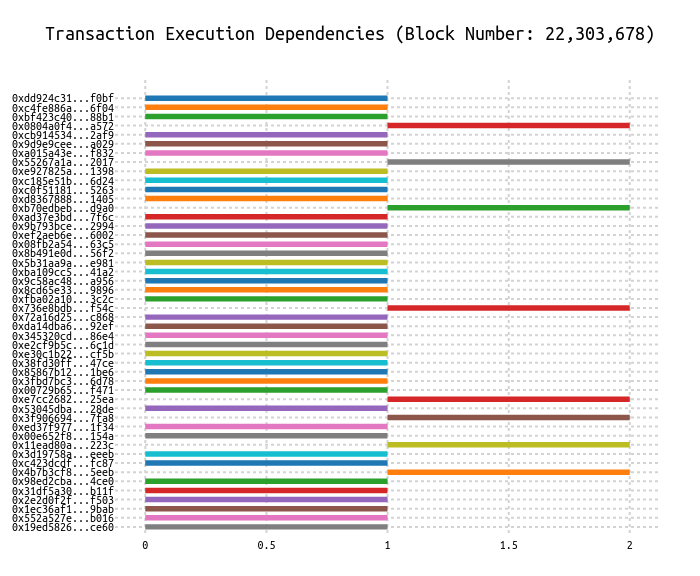 Transaction Execution Dependencies (Block Number: 22,303,678)
0xdd924c31...f0bf
0xc4fe886a...6f04
0xbf423c40...88b1
0x0804a0f4...a572
0xcb914534...2af9
0x9d9e9cee...a029
0xa015a43e...f832
0x55267a1a...2017
0xe927825a...1398
0xc185e51b...6d24
0xc0f51181...5263
0xd8367888...1405
0xb70edbeb...d9a0
0xad37e3bd...7f6c
0x9b793bce...2994
0xef2aeb6e...6002
0x08fb2a54...63c5
0x8b491e0d...56f2
0x5b31aa9a...e981
0xba109cc5...41a2
0x9c58ac48...a956
0x8cd65e33...9896
0xfba02a10...3c2c
0x736e8bdb...f54c
0x72a16d25...c868
0xda14dba6...92ef
0x345320cd...86e4
0xe2cf9b5c...6c1d
0xe30c1b22...cf5b
0x38fd30ff...47ce
0x85867b12...1be6
0x3fbd7bc3...6d78
0x00729b65...f471
0xe7cc2682...25ea
0x53045dba...28de
0x3f906694...7fa8
0xed37f977...1f34
0x00e652f8...154a
0x11ead80a...223c
0x3d19758a...eeeb
0xc423dcdf...fc87
0x4b7b3cf8...5eeb
0x98ed2cba...4ce0
0x31df5a30...b11f
0x2e2d0f2f...f503
0x1ec36af1...9bab
0x552a527e...b016
0x19ed5826...ce60
0 0.5 1 1.5 2